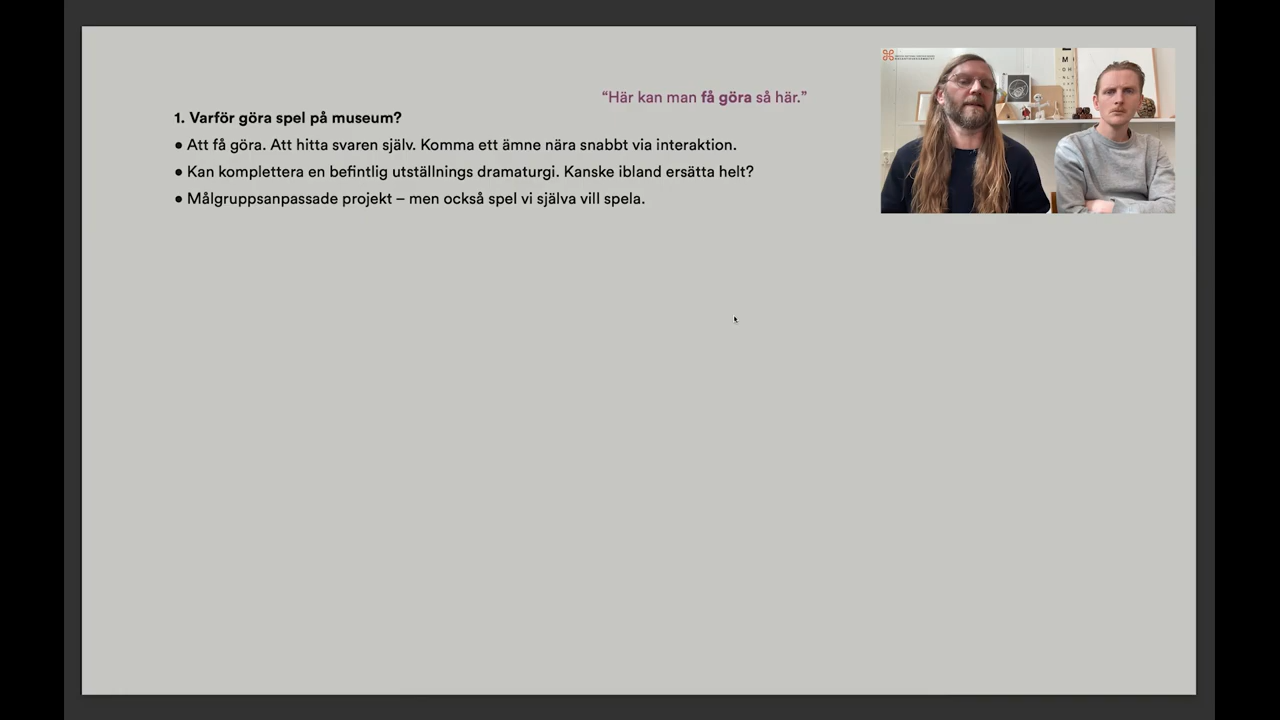 “Här kan man få göra så här.”
1. Varför göra spel på museum?
● Att få göra. Att hitta svaren själv. Komma ett ämne nära snabbt via interaktion.
● Kan komplettera en befintlig utställnings dramaturgi. Kanske ibland ersätta helt?
● Målgruppsanpassade projekt – men också spel vi själva vill spela.